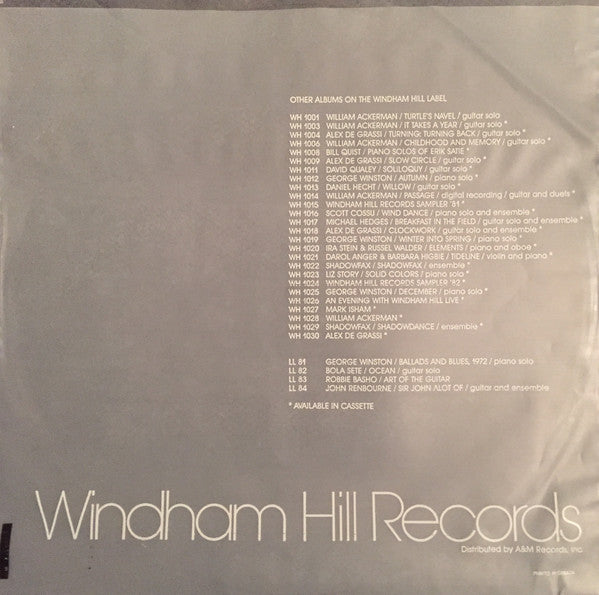 OTHER ALBUMS ON THE WINDHAM HILL LABEL
WH 1001 WILLIAM ACKERMAN / TURTLE'S NAVEL / guitar solo
WH 1003 WILLIAM ACKERMAN / IT TAKES A YEAR / guitar solo *
WH 1004 ALEX DE GRASSI / TURNING: TURNING BACK / guitar solo *
WH 1006 WILLIAM ACKERMAN / CHILDHOOD AND MEMORY / guitar solo *
WH 1008 BILL QUIST / PIANO SOLOS OF ERIK SATIE *
WH 1009 ALEX DE GRASSI / SLOW CIRCLE / guitar solo *
WH 1011 DAVID QUALEY / SOLILOQUY / guitar solo *
WH 1012 GEORGE WINSTON / AUTUMN / piano solo *
WH 1013 DANIEL HECHT / WILLOW / guitar solo *
WH 1014 WILLIAM ACKERMAN / PASSAGE / digital recording / guitar and duets *
WH 1015 WINDHAM HILL RECORDS SAMPLER '81 *
WH 1016 SCOTT COSSU / WIND DANCE / piano solo and ensemble *
WH 1017 MICHAEL HEDGES / BREAKFAST IN THE FIELD / guitar solo and ensemble *
WH 1018 ALEX DE GRASSI / CLOCKWORK / guitar solo and ensemble *
WH 1019 GEORGE WINSTON / WINTER INTO SPRING / piano solo *
WH 1020 IRA STEIN & RUSSEL WALDER / ELEMENTS / piano and oboe *
WH 1021 DAROL ANGER & BARBARA HIGBIE / TIDELINE / violin and piano *
WH 1022 SHADOWFAX / SHADOWFAX / ensemble *
WH 1023 LIZ STORY / SOLID COLORS / piano solo *
WH 1024 WINDHAM HILL RECORDS SAMPLER '82 *
WH 1025 GEORGE WINSTON / DECEMBER / piano solo *
WH 1026 AN EVENING WITH WINDHAM HILL LIVE *
WH 1027 MARK ISHAM *
WH 1028 WILLIAM ACKERMAN *
WH 1029 SHADOWFAX / SHADOWDANCE / ensemble *
WH 1030 ALEX DE GRASSI *
LL 81 GEORGE WINSTON / BALLADS AND BLUES, 1972 / piano solo
LL 82 BOLA SETE / OCEAN / guitar solo
LL 83 ROBBIE BASHO / ART OF THE GUITAR
LL 84 JOHN RENBOURNE / SIR JOHN ALOT OF / guitar and ensemble
* AVAILABLE IN CASSETTE
Windham Hill Records
Distributed by A&M Records, Inc.
PRINTED IN CANADA